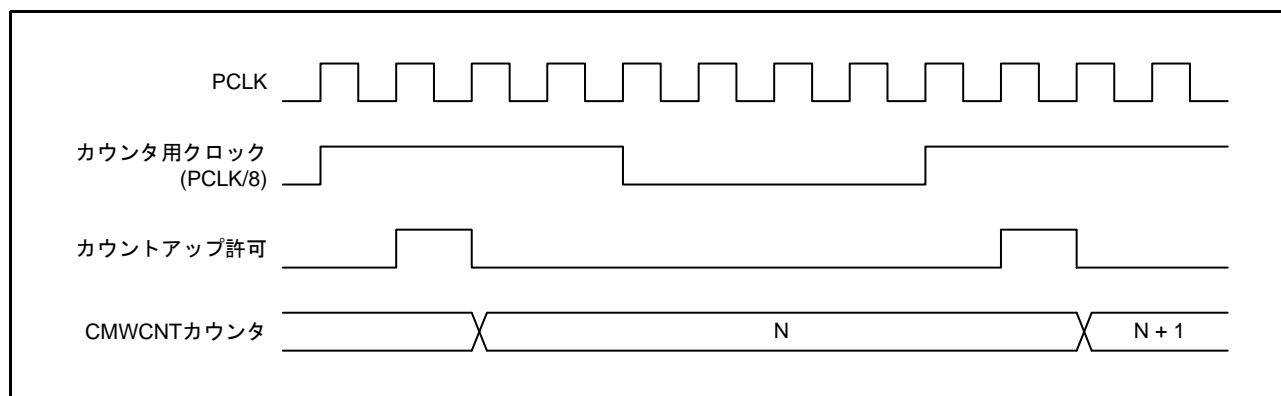 PCLK
カウンタ用クロック
(PCLK/8)
カウントアップ許可
CMWCNTカウンタ
N
N + 1